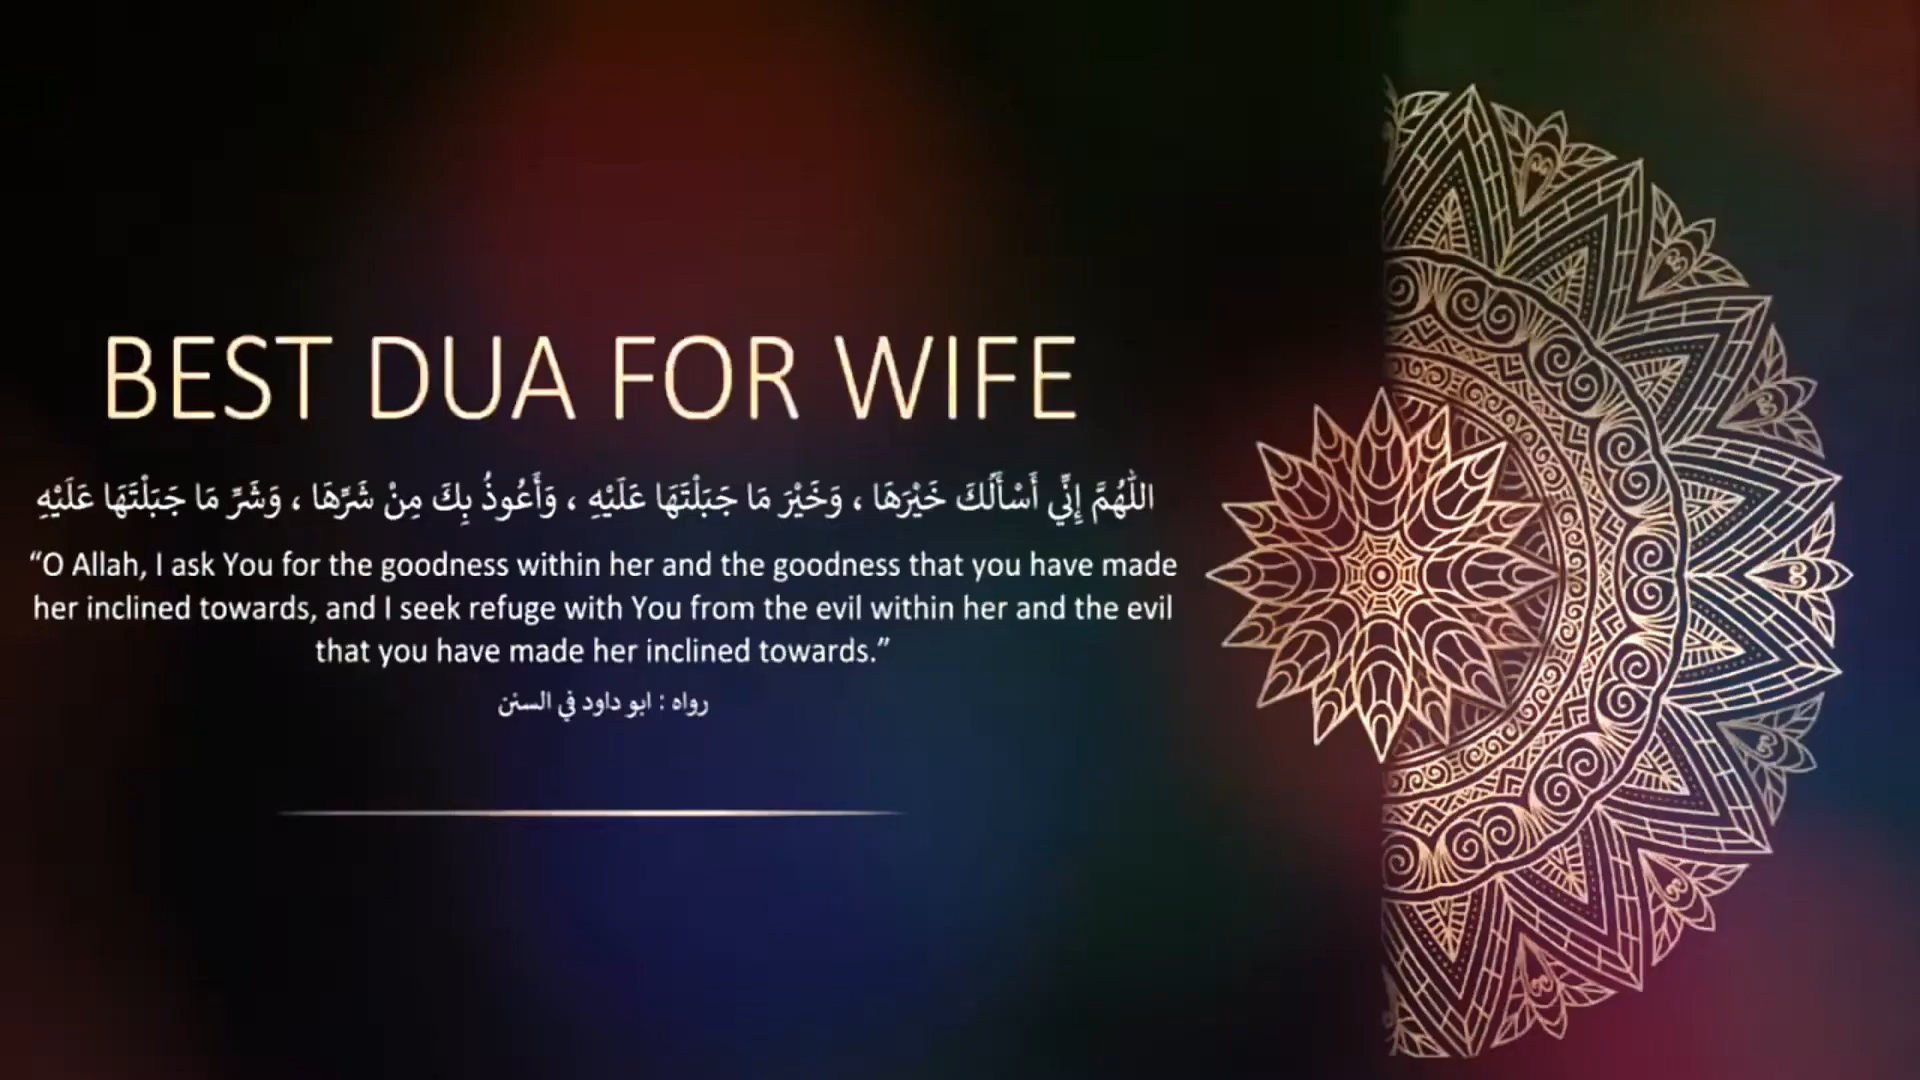 BEST DUA FOR WIFE
اللّٰهُمَّ إِنِّي أَسْأَلُكَ خَيْرَهَا ، وَخَيْرَ مَا جَبَلْتَهَا عَلَيْهِ ، وَأَعُوذُ بِكَ مِنْ شَرِّهَا ، وَشَرِّ مَا جَبَلْتَهَا عَلَيْهِ
“O Allah, I ask You for the goodness within her and the goodness that you have made
her inclined towards, and I seek refuge with You from the evil within her and the evil
that you have made her inclined towards.”
رواه : ابو داود في السنن